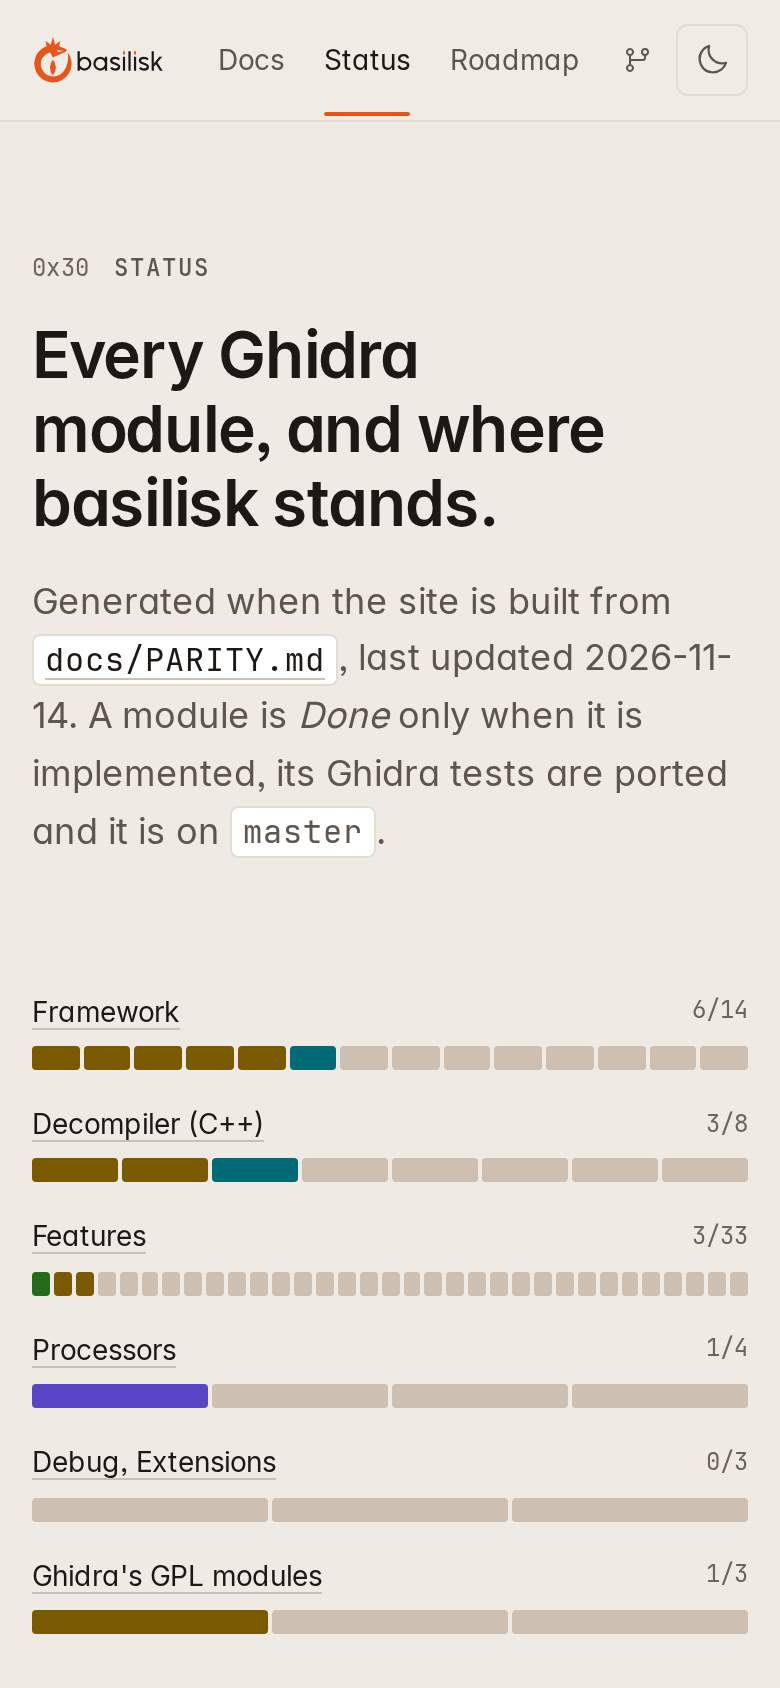 basilisk
Docs
Status
Roadmap
0x30 STATUS
Every Ghidra
module, and where
basilisk stands.
Generated when the site is built from
docs/PARITY.md, last updated 2026-11-
14. A module is Done only when it is
implemented, its Ghidra tests are ported
and it is on master.
Framework 6/14
Decompiler (C++) 3/8
Features 3/33
Processors 1/4
Debug, Extensions 0/3
Ghidra's GPL modules 1/3